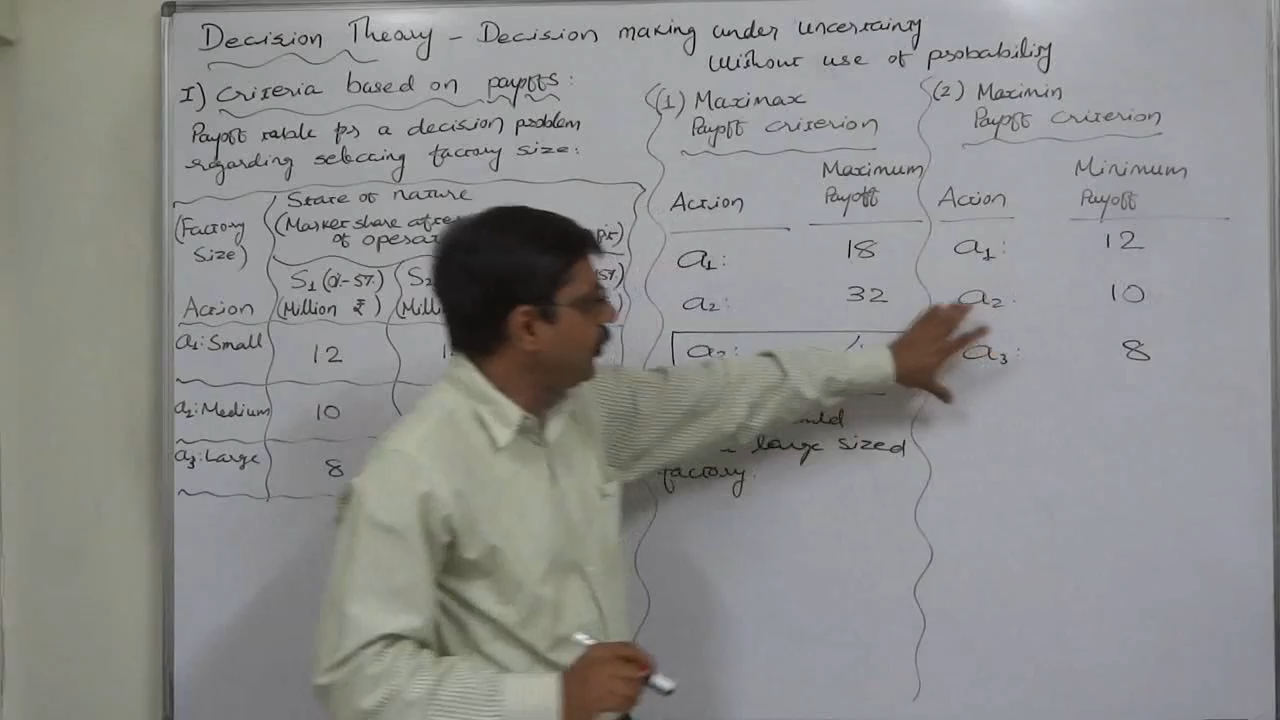 Decision Theory - Decision making under uncertainty
Without use of probability
I) Criteria based on payoffs:
Payoff table for a decision problem
regarding selecting factory size:
(Factory
Size)
Action
State of nature
(Market share after
of opera
S1 (0-5%)
(Million ₹)
(Mill
a1: Small
12
a2: Medium
10
a3: Large
8
(1) Maximax
Payoff criterion
Action
Maximum
Payoff
a1: 18
a2: 32
a3:
large sized
factory.
(2) Maximin
Payoff criterion
Action
Minimum
Payoff
a1: 12
a2: 10
a3: 8